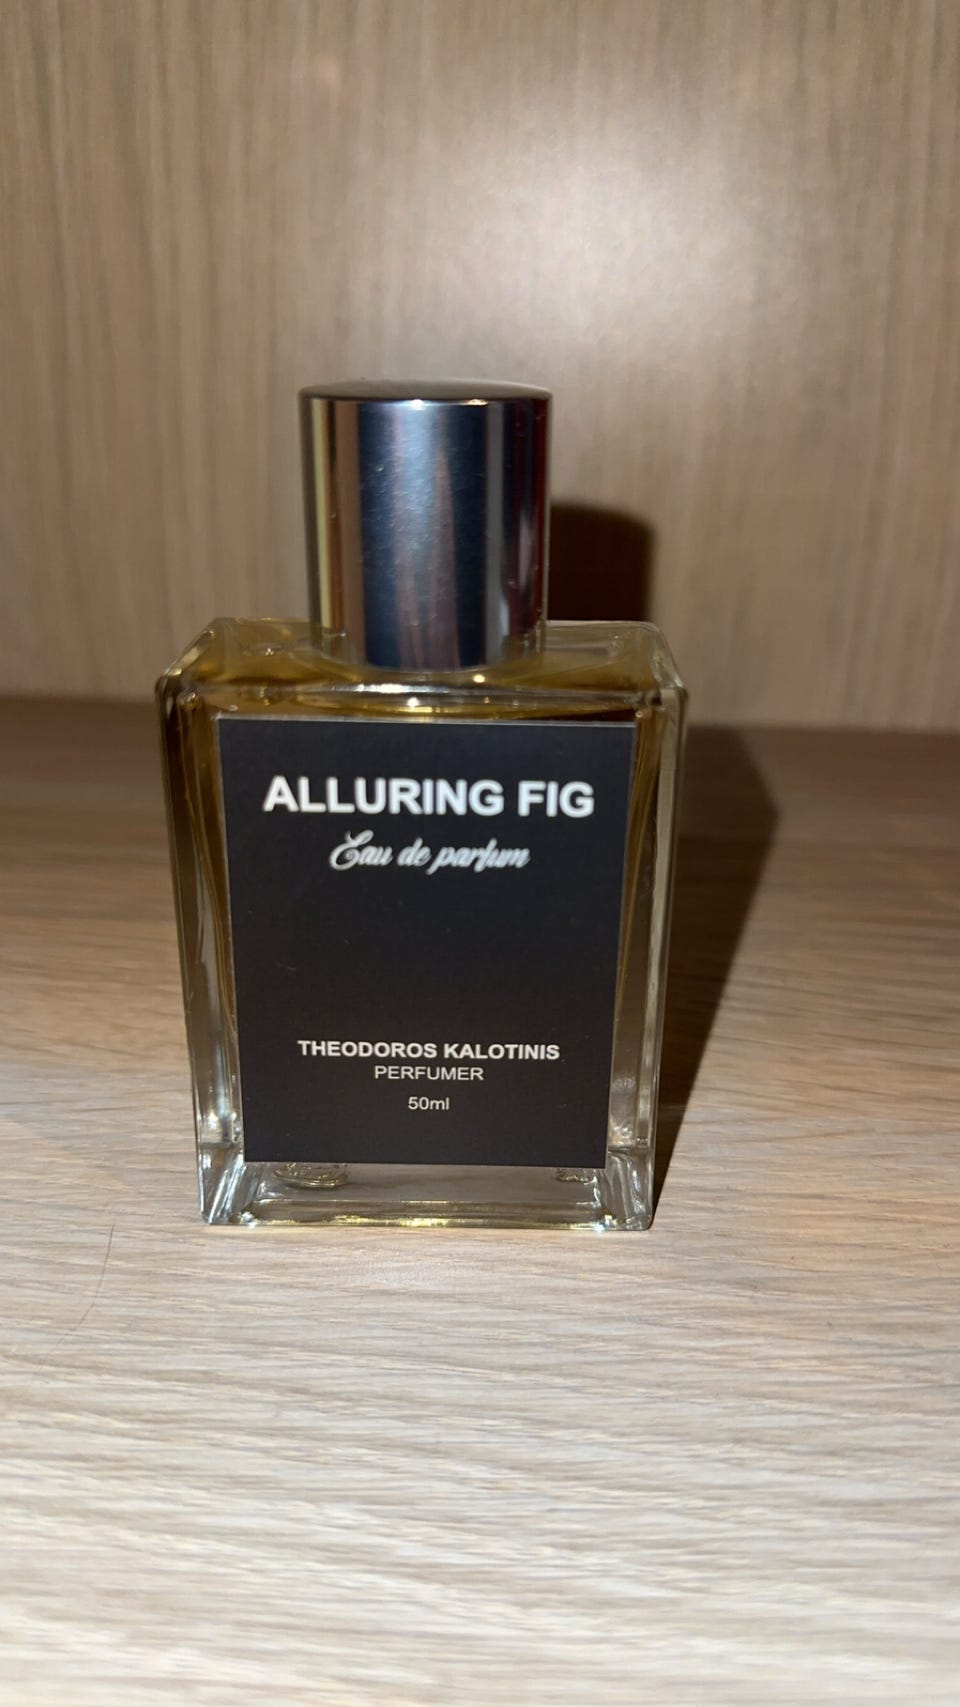 ALLURING FIG
Eau de parfum
THEODOROS KALOTINIS
PERFUMER
50ml